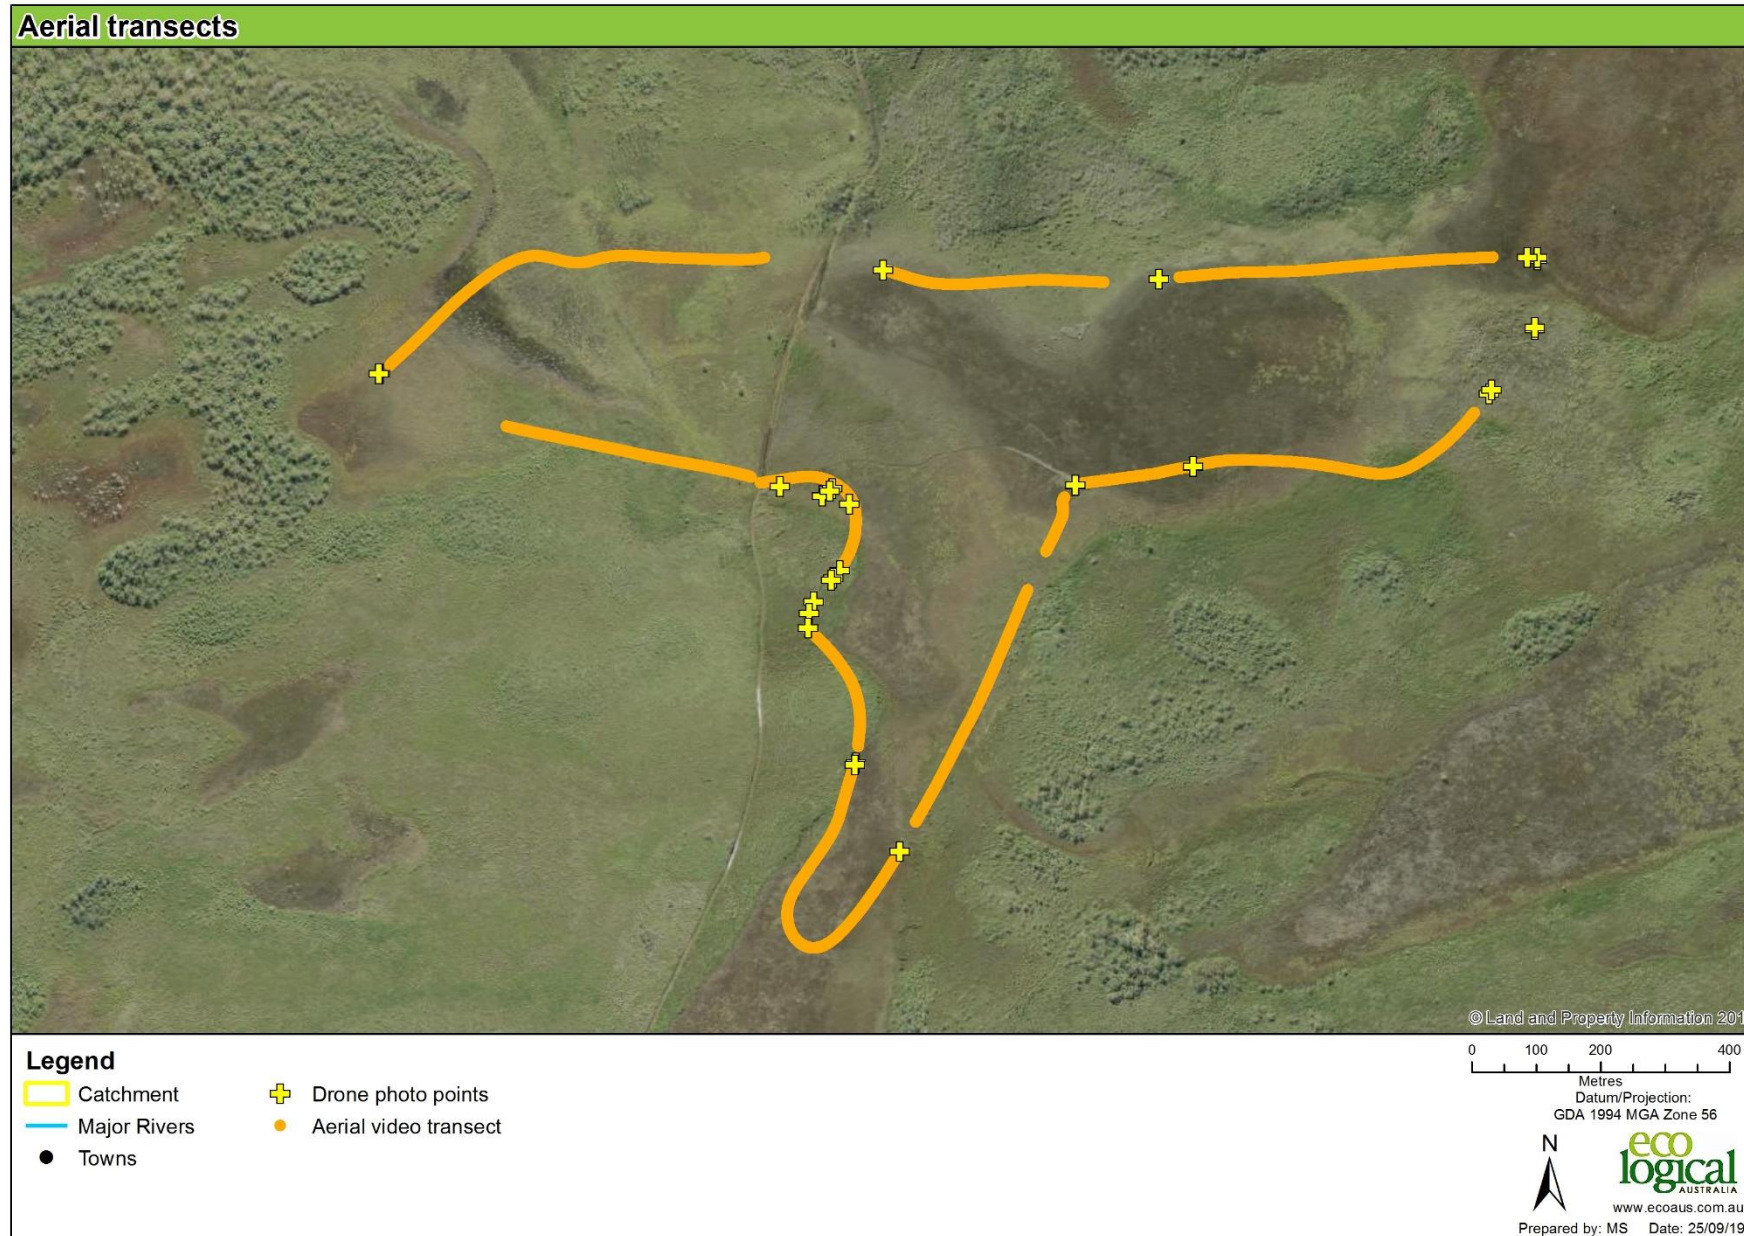 Aerial transects
© Land and Property Information 201
Legend
Catchment
Major Rivers
Towns
Drone photo points
Aerial video transect
0 100 200 400
Metres
Datum/Projection:
GDA 1994 MGA Zone 56
N
eco
logical
AUSTRALIA
www.ecoaus.com.au
Prepared by: MS Date: 25/09/19